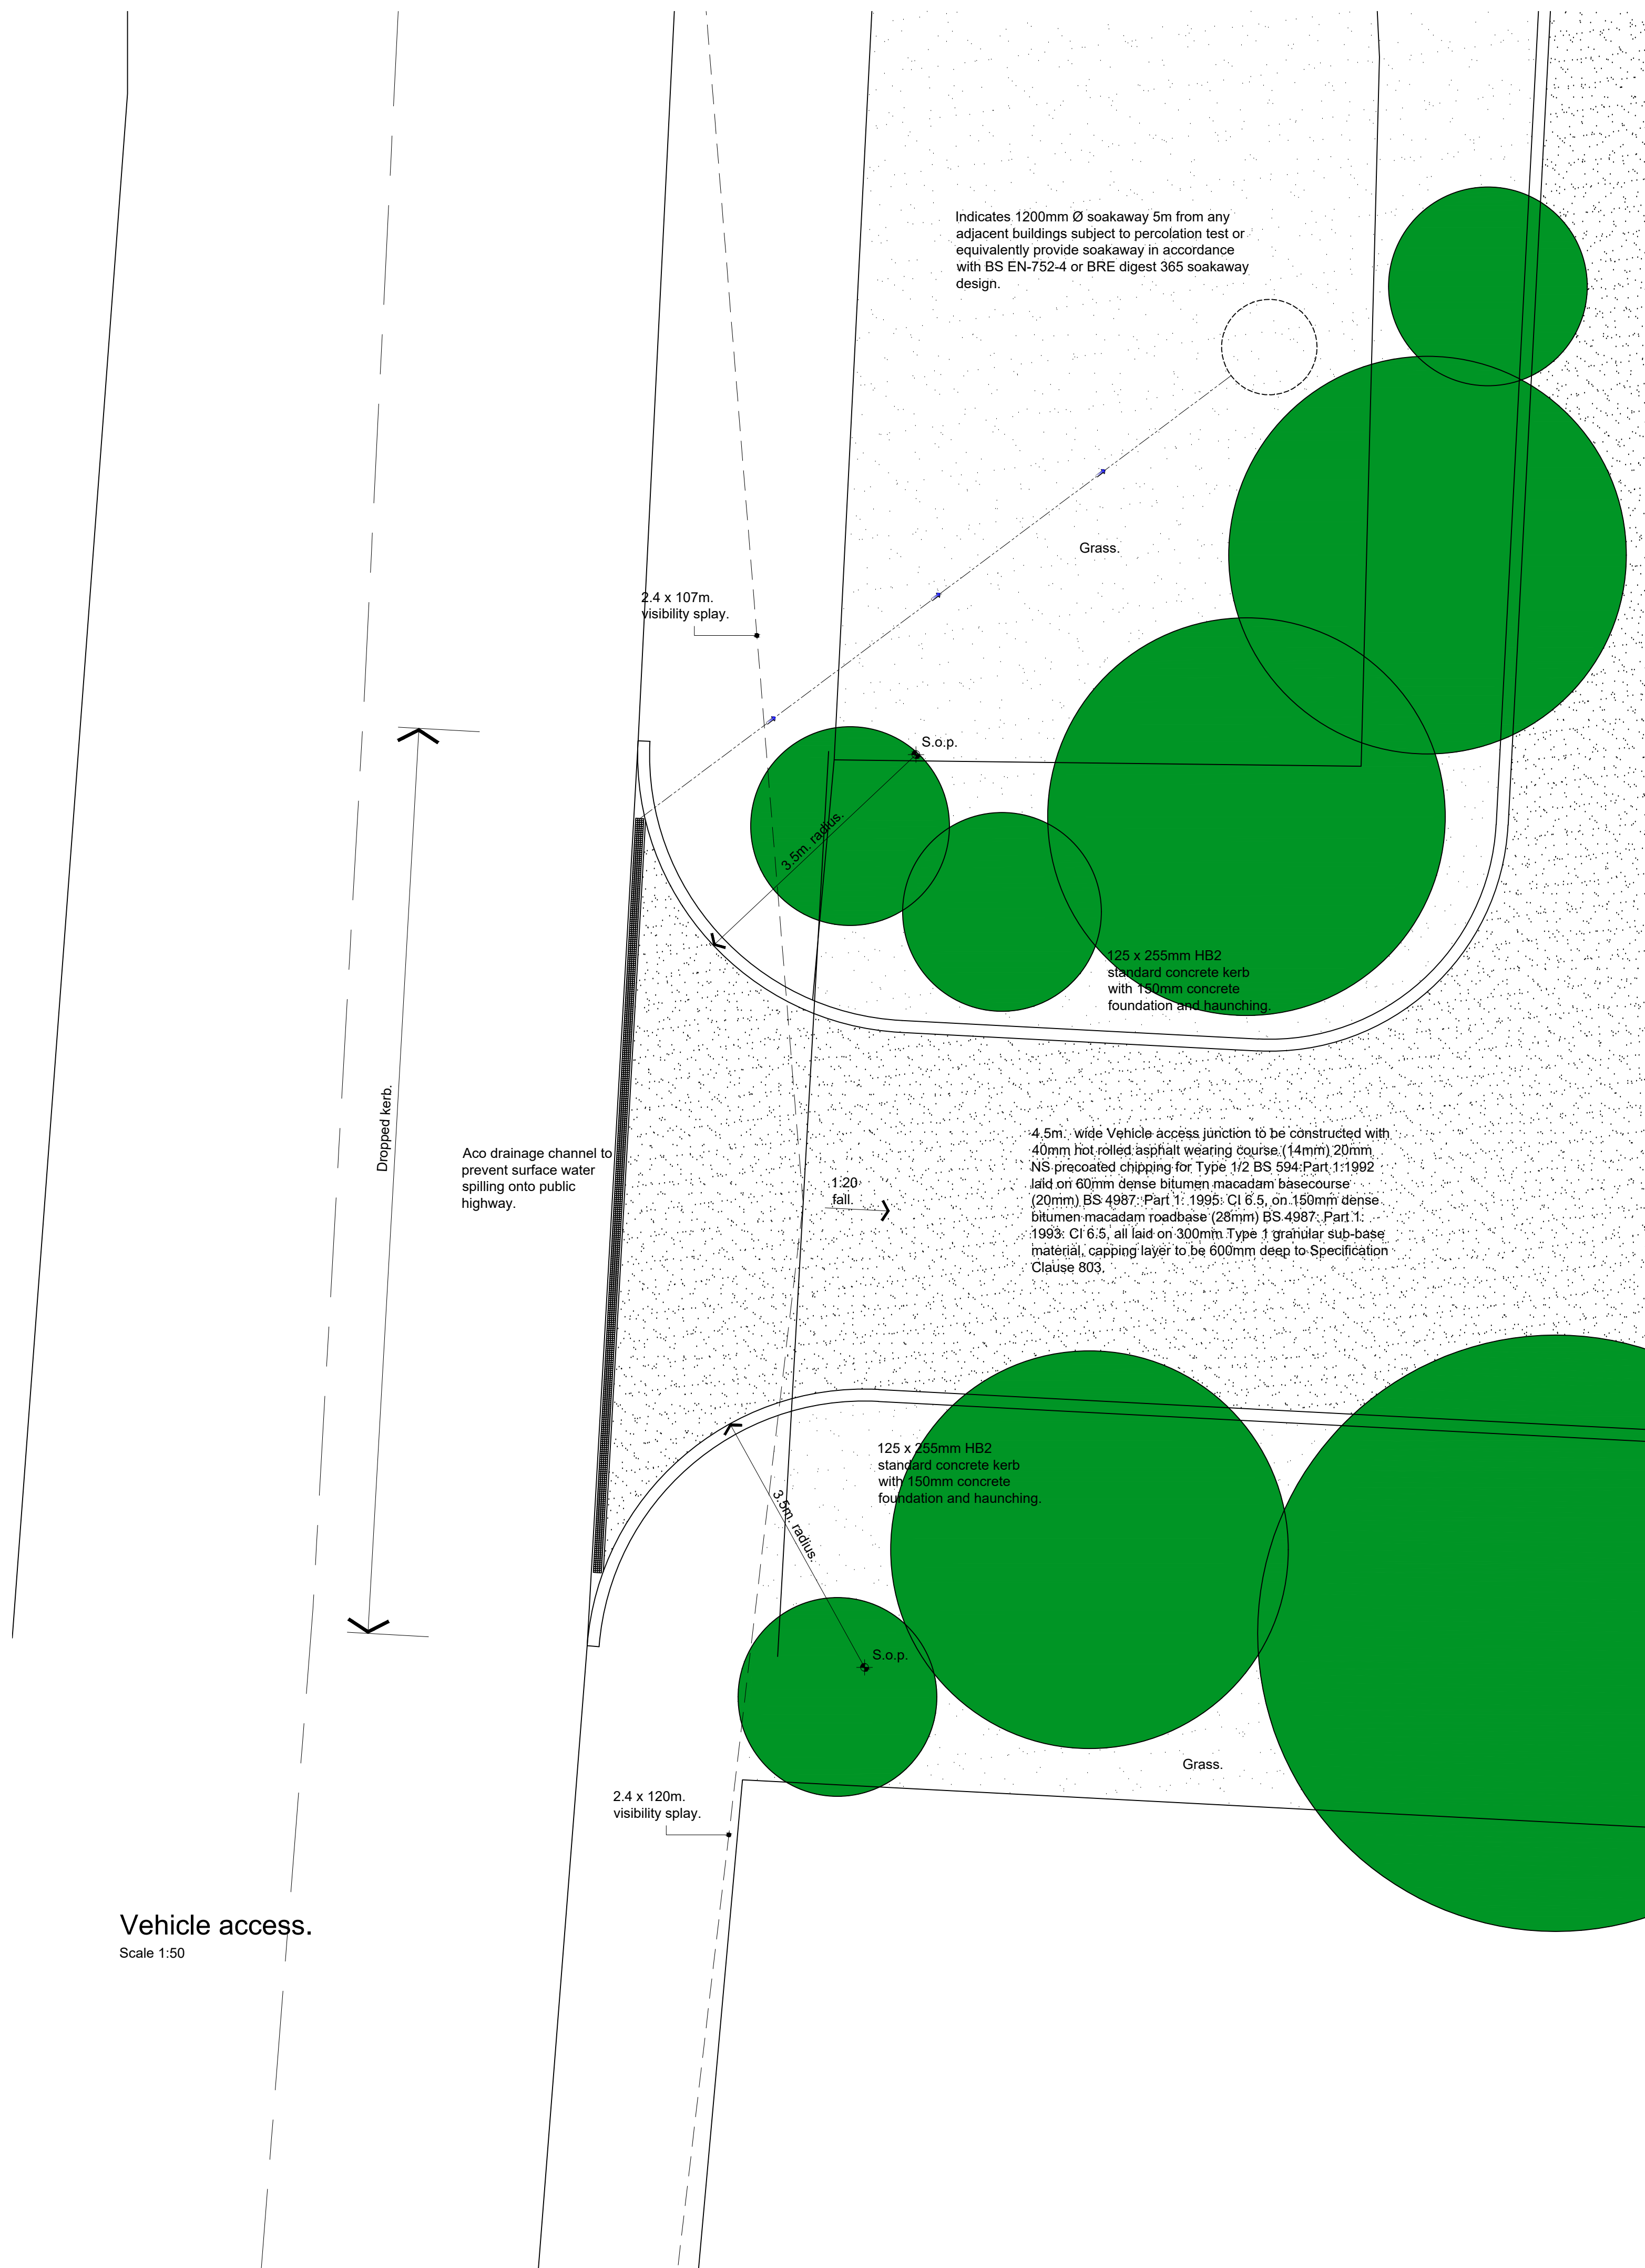 Indicates 1200mm Ø soakaway 5m from any
adjacent buildings subject to percolation test or
equivalently provide soakaway in accordance
with BS EN-752-4 or BRE digest 365 soakaway
design.
Grass.
2.4 x 107m.
visibility splay.
S.o.p.
3.5m. radius.
125 x 255mm HB2
standard concrete kerb
with 150mm concrete
foundation and haunching.
Dropped kerb.
Aco drainage channel to
prevent surface water
spilling onto public
highway.
1:20
fall.
4.5m. wide Vehicle access junction to be constructed with
40mm hot rolled asphalt wearing course (14mm) 20mm
NS precoated chipping for Type 1/2 BS 594:Part 1:1992
laid on 60mm dense bitumen macadam basecourse
(20mm) BS 4987: Part 1: 1995: CI 6.5, on 150mm dense
bitumen macadam roadbase (28mm) BS 4987: Part 1:
1993: CI 6.5, all laid on 300mm Type 1 granular sub-base
material, capping layer to be 600mm deep to Specification
Clause 803.
125 x 255mm HB2
standard concrete kerb
with 150mm concrete
foundation and haunching.
3.5m. radius.
S.o.p.
Grass.
2.4 x 120m.
visibility splay.
Vehicle access.
Scale 1:50